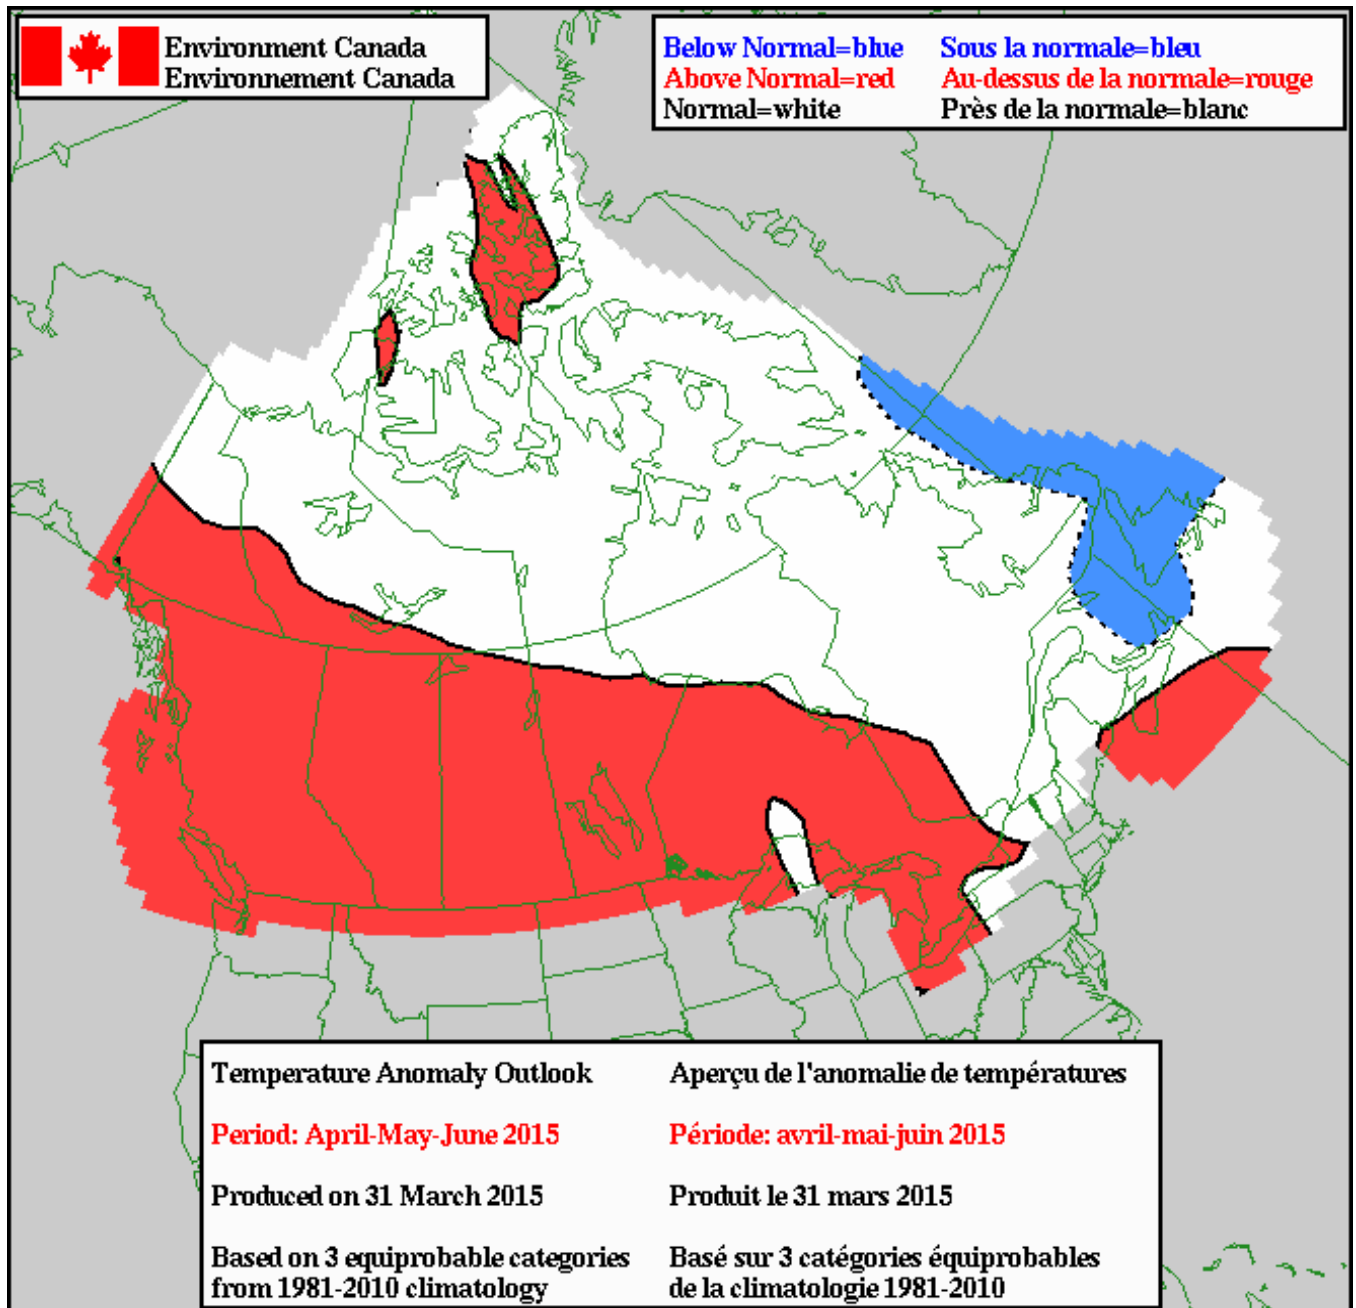 Environment Canada
Environnement Canada
Below Normal=blue Sous la normale=bleu
Above Normal=red Au-dessus de la normale=rouge
Normal=white Près de la normale=blanc
Temperature Anomaly Outlook Aperçu de l'anomalie de températures
Period: April-May-June 2015 Période: avril-mai-juin 2015
Produced on 31 March 2015 Produit le 31 mars 2015
Based on 3 equiprobable categories Basé sur 3 catégories équiprobables
from 1981-2010 climatology de la climatologie 1981-2010